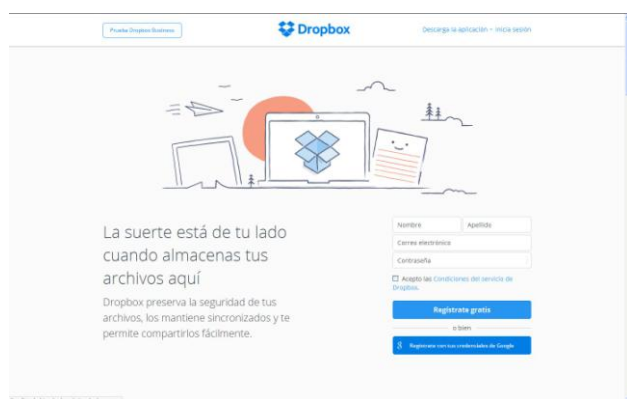 Prueba Dropbox Business
Dropbox
Descarga la aplicación
Inicia sesión
La suerte está de tu lado
cuando almacenas tus
archivos aquí
Dropbox preserva la seguridad de tus
archivos, los mantiene sincronizados y te
permite compartirlos fácilmente.
Nombre
Apellido
Correo electrónico
Contraseña
Acepto las Condiciones del servicio de
Dropbox.
Regístrate gratis
o bien
Regístrate con tus credenciales de Google